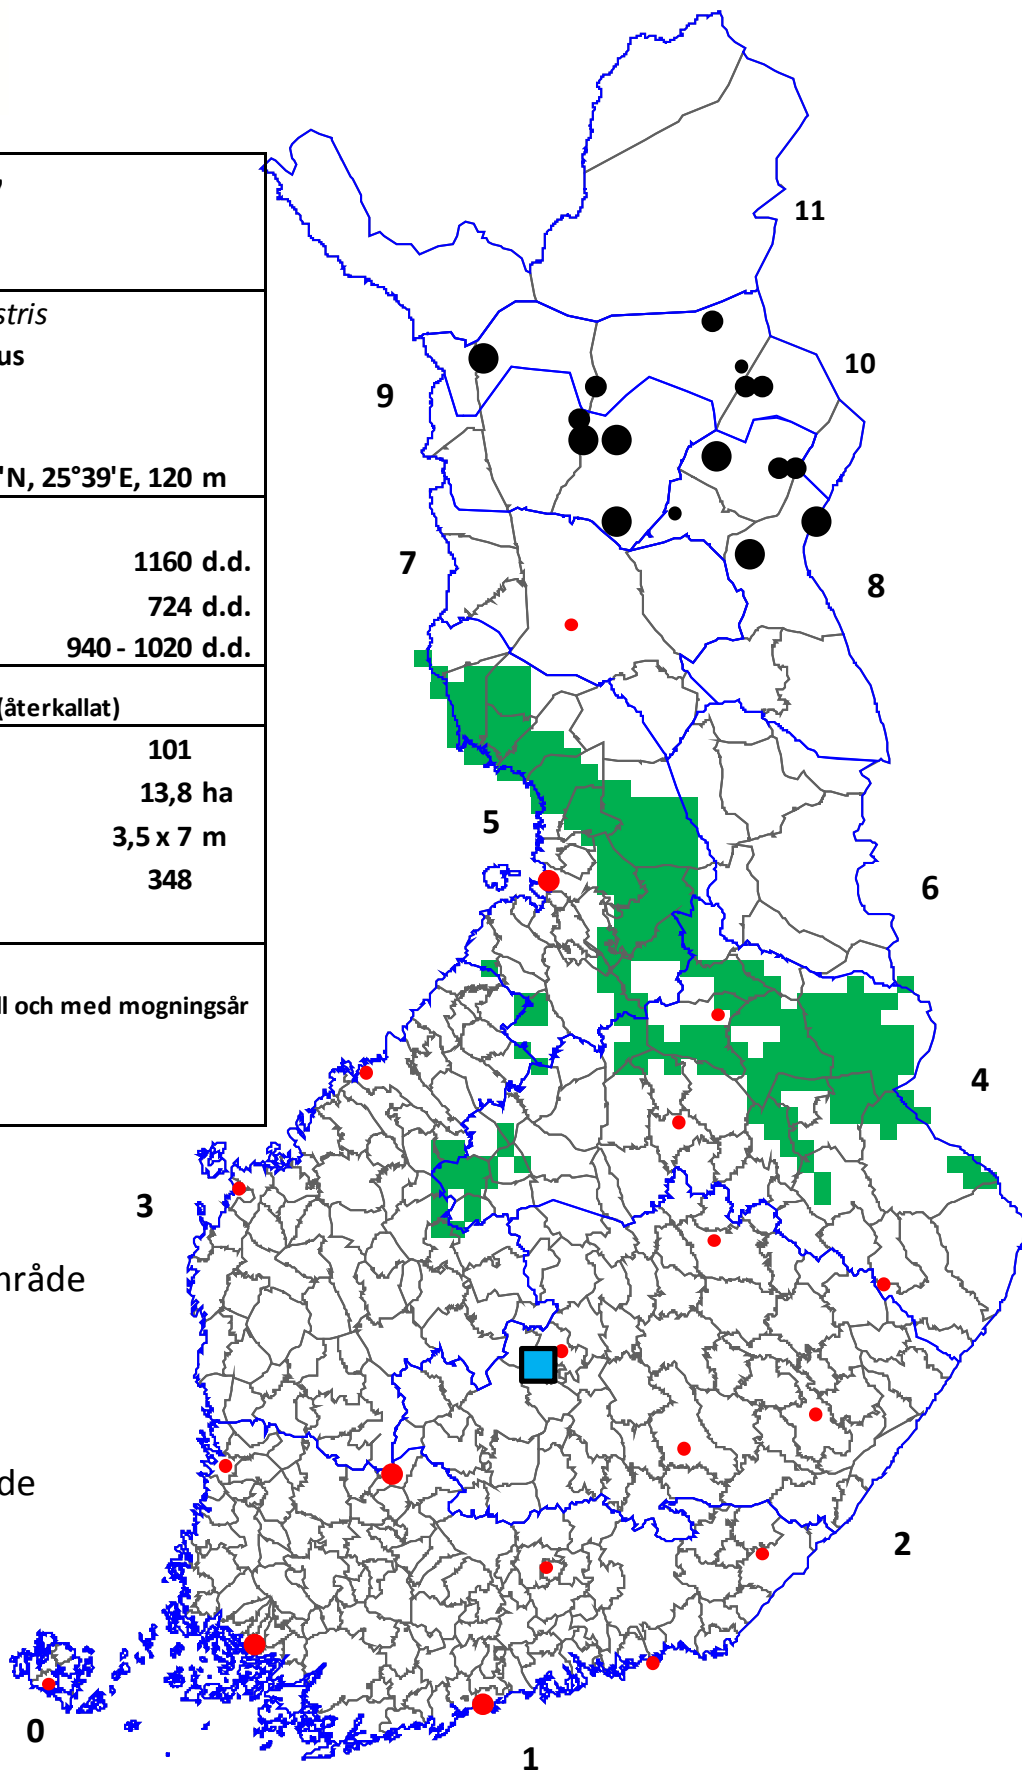 stris
us
'N, 25°39'E, 120 m
1160 d.d.
724 d.d.
940 - 1020 d.d.
(återkallat)
101
13,8 ha
3,5 x 7 m
348
ll och med mogningsår
11
10
9
7
8
5
6
4
3
mråde
de
2
0
1